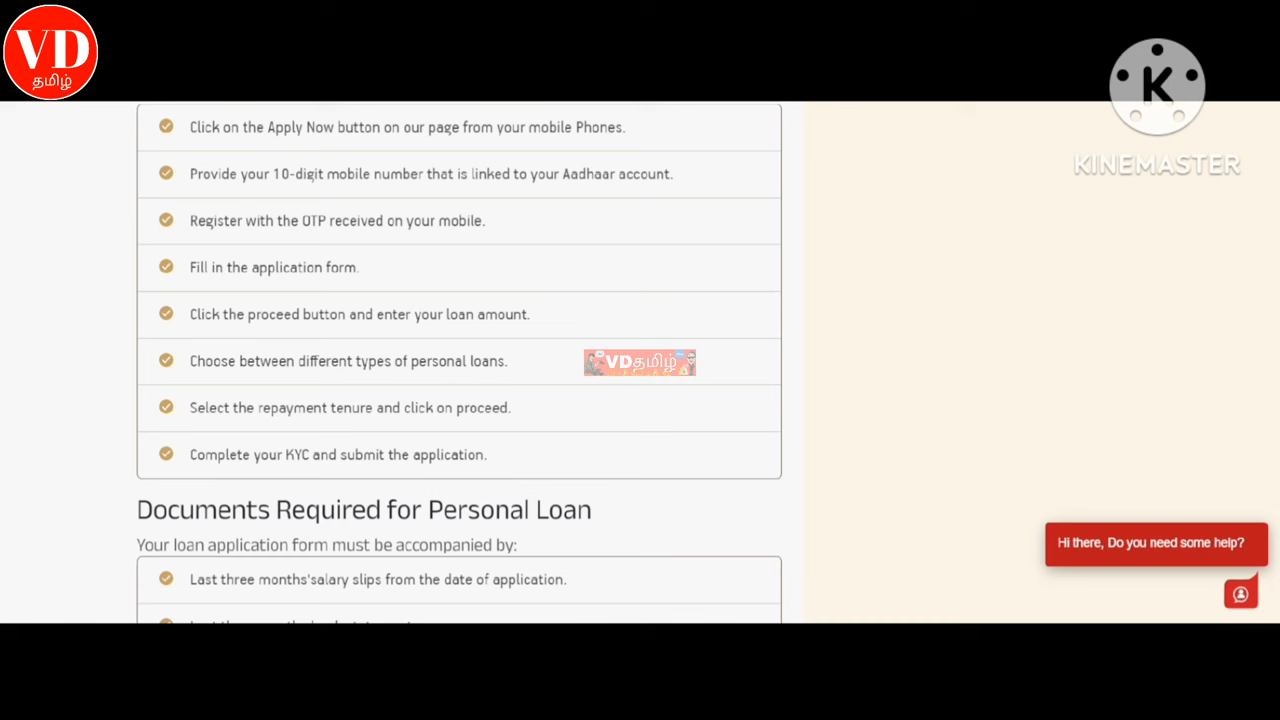 VD
தமிழ்
K
KINEMASTER
Click on the Apply Now button on our page from your mobile Phones.
Provide your 10-digit mobile number that is linked to your Aadhaar account.
Register with the OTP received on your mobile.
Fill in the application form.
Click the proceed button and enter your loan amount.
Choose between different types of personal loans.
VDதமிழ்
Select the repayment tenure and click on proceed.
Complete your KYC and submit the application.
Documents Required for Personal Loan
Your loan application form must be accompanied by:
Last three months'salary slips from the date of application.
Hi there, Do you need some help?